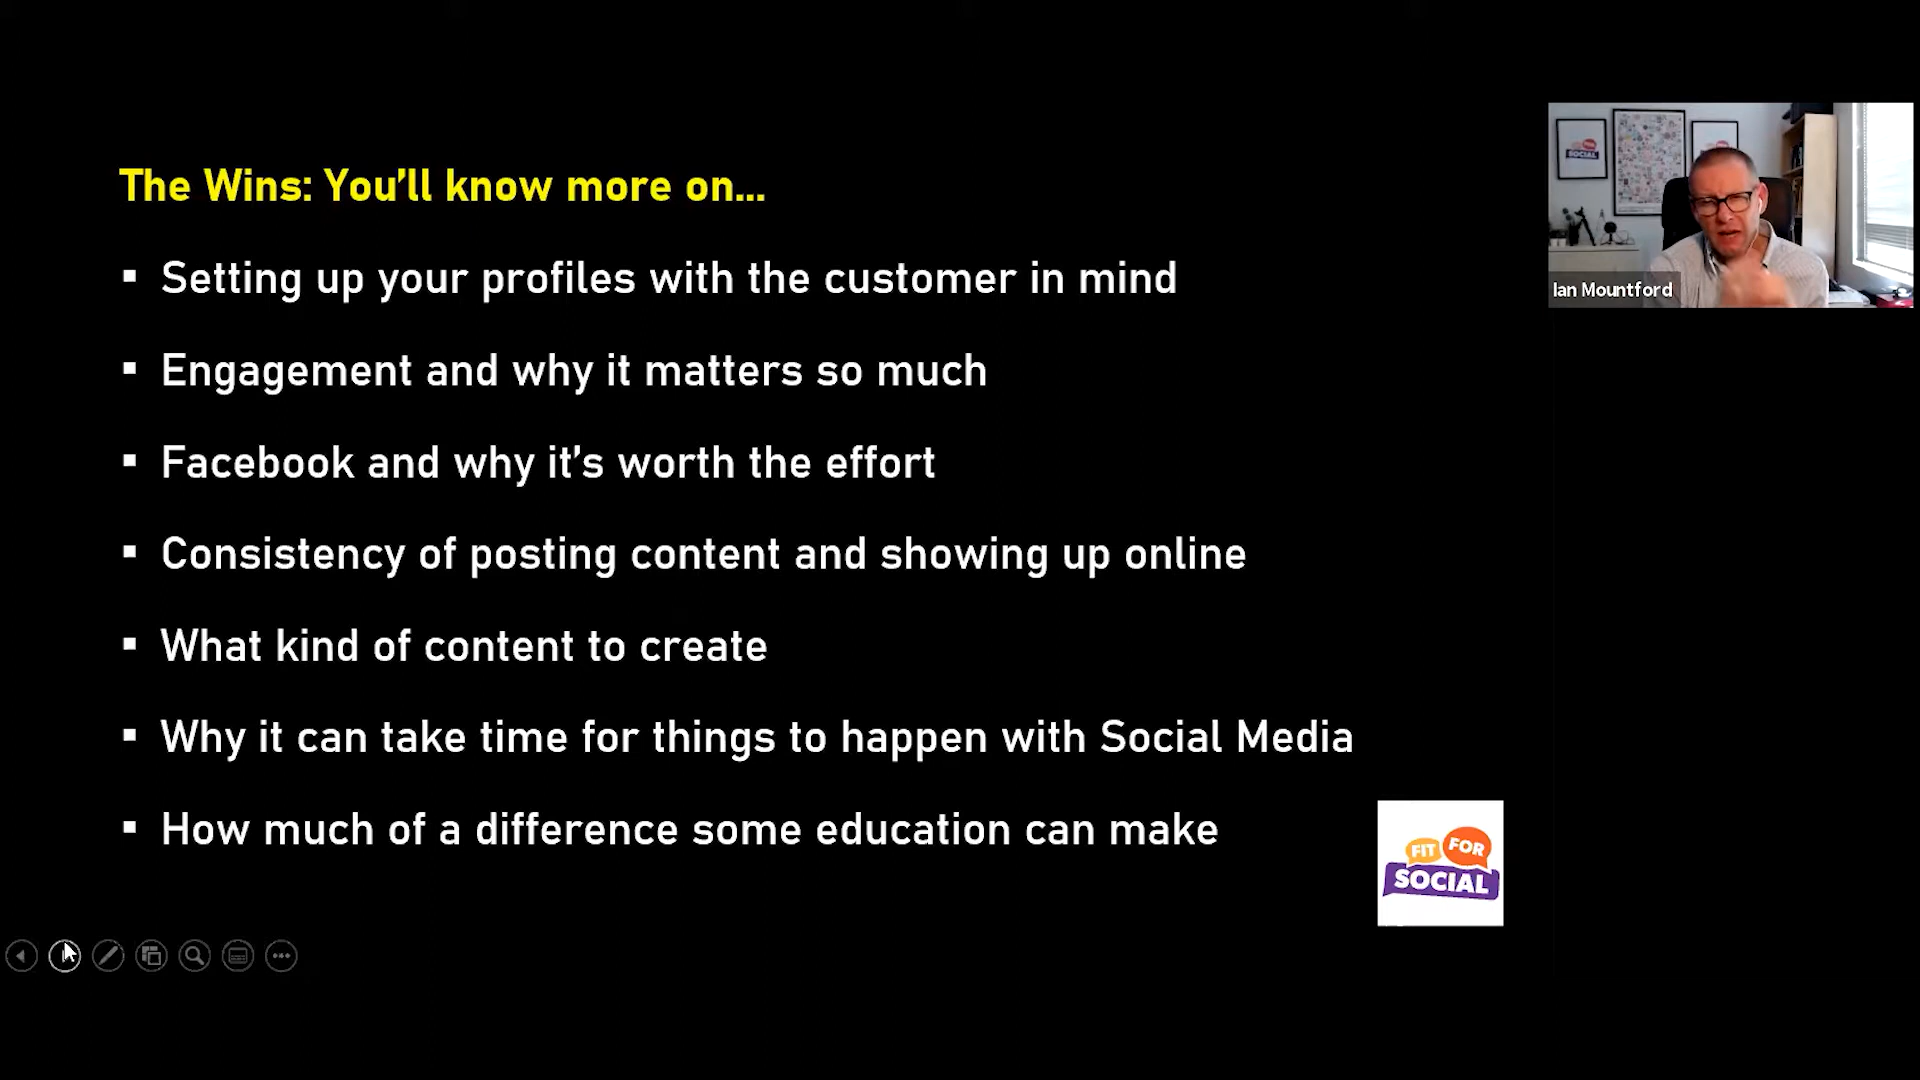 The Wins: You'll know more on...
▪ Setting up your profiles with the customer in mind
▪ Engagement and why it matters so much
▪ Facebook and why it's worth the effort
▪ Consistency of posting content and showing up online
▪ What kind of content to create
▪ Why it can take time for things to happen with Social Media
▪ How much of a difference some education can make
FIT FOR
SOCIAL
SOCIAL
Ian Mountford